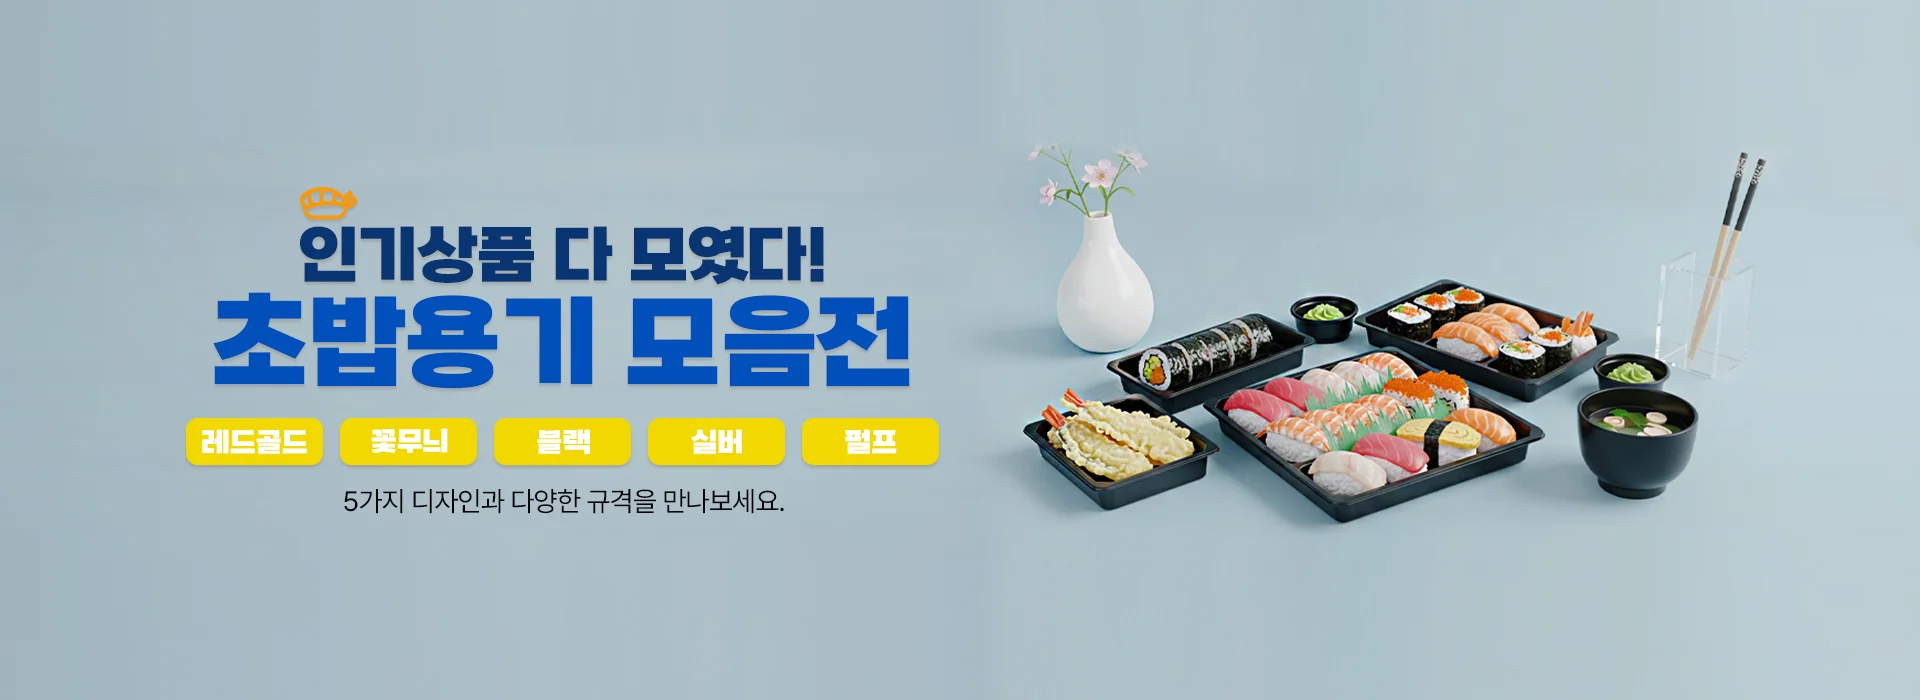 인기상품 다 모였다!
초밥용기 모음전
레드골드 꽃무늬 블랙 실버 펄프
5가지 디자인과 다양한 규격을 만나보세요.